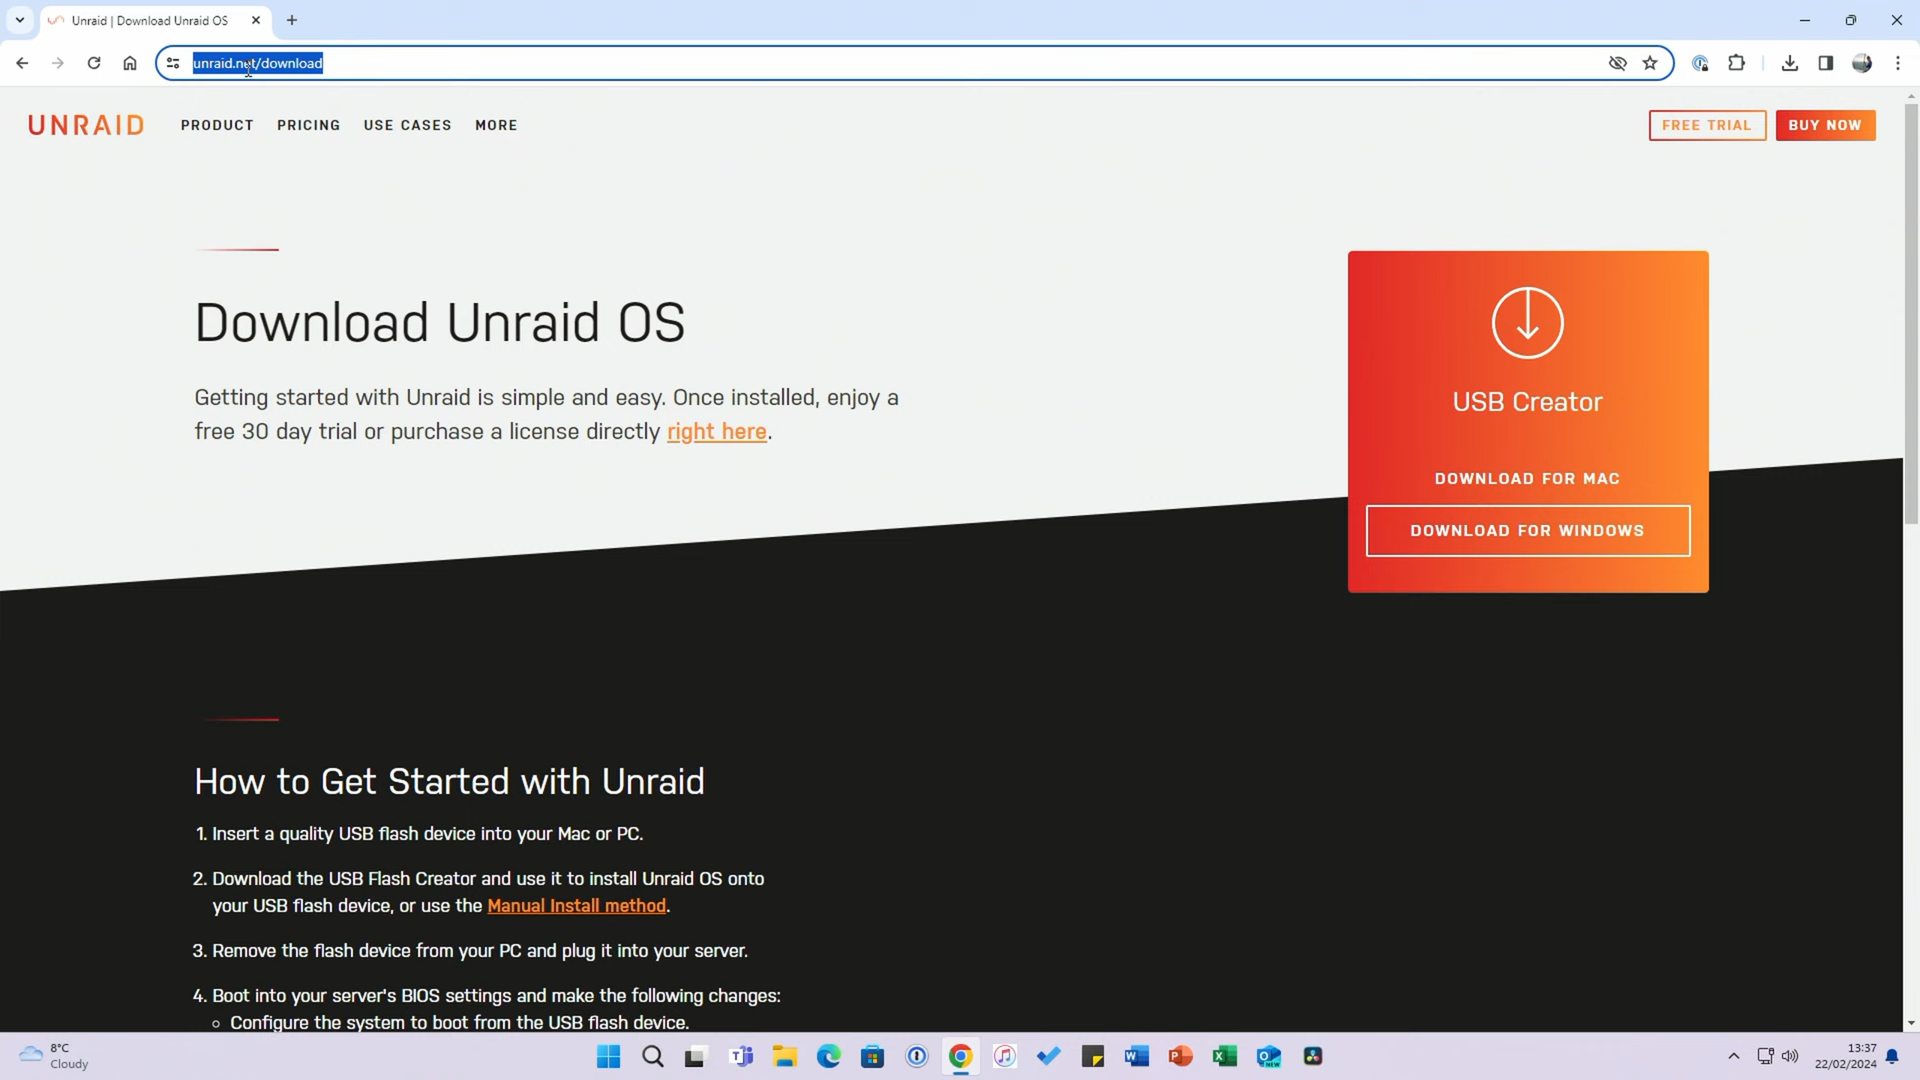 Unraid | Download Unraid OS
unraid.net/download
UNRAID
PRODUCT
PRICING
USE CASES
MORE
FREE TRIAL
BUY NOW
Download Unraid OS
Getting started with Unraid is simple and easy. Once installed, enjoy a
free 30 day trial or purchase a license directly right here.
USB Creator
DOWNLOAD FOR MAC
DOWNLOAD FOR WINDOWS
How to Get Started with Unraid
1. Insert a quality USB flash device into your Mac or PC.
2. Download the USB Flash Creator and use it to install Unraid OS onto
your USB flash device, or use the Manual Install method.
3. Remove the flash device from your PC and plug it into your server.
4. Boot into your server's BIOS settings and make the following changes:
Configure the system to boot from the USB flash device.
8°C
Cloudy
13:37
22/02/2024